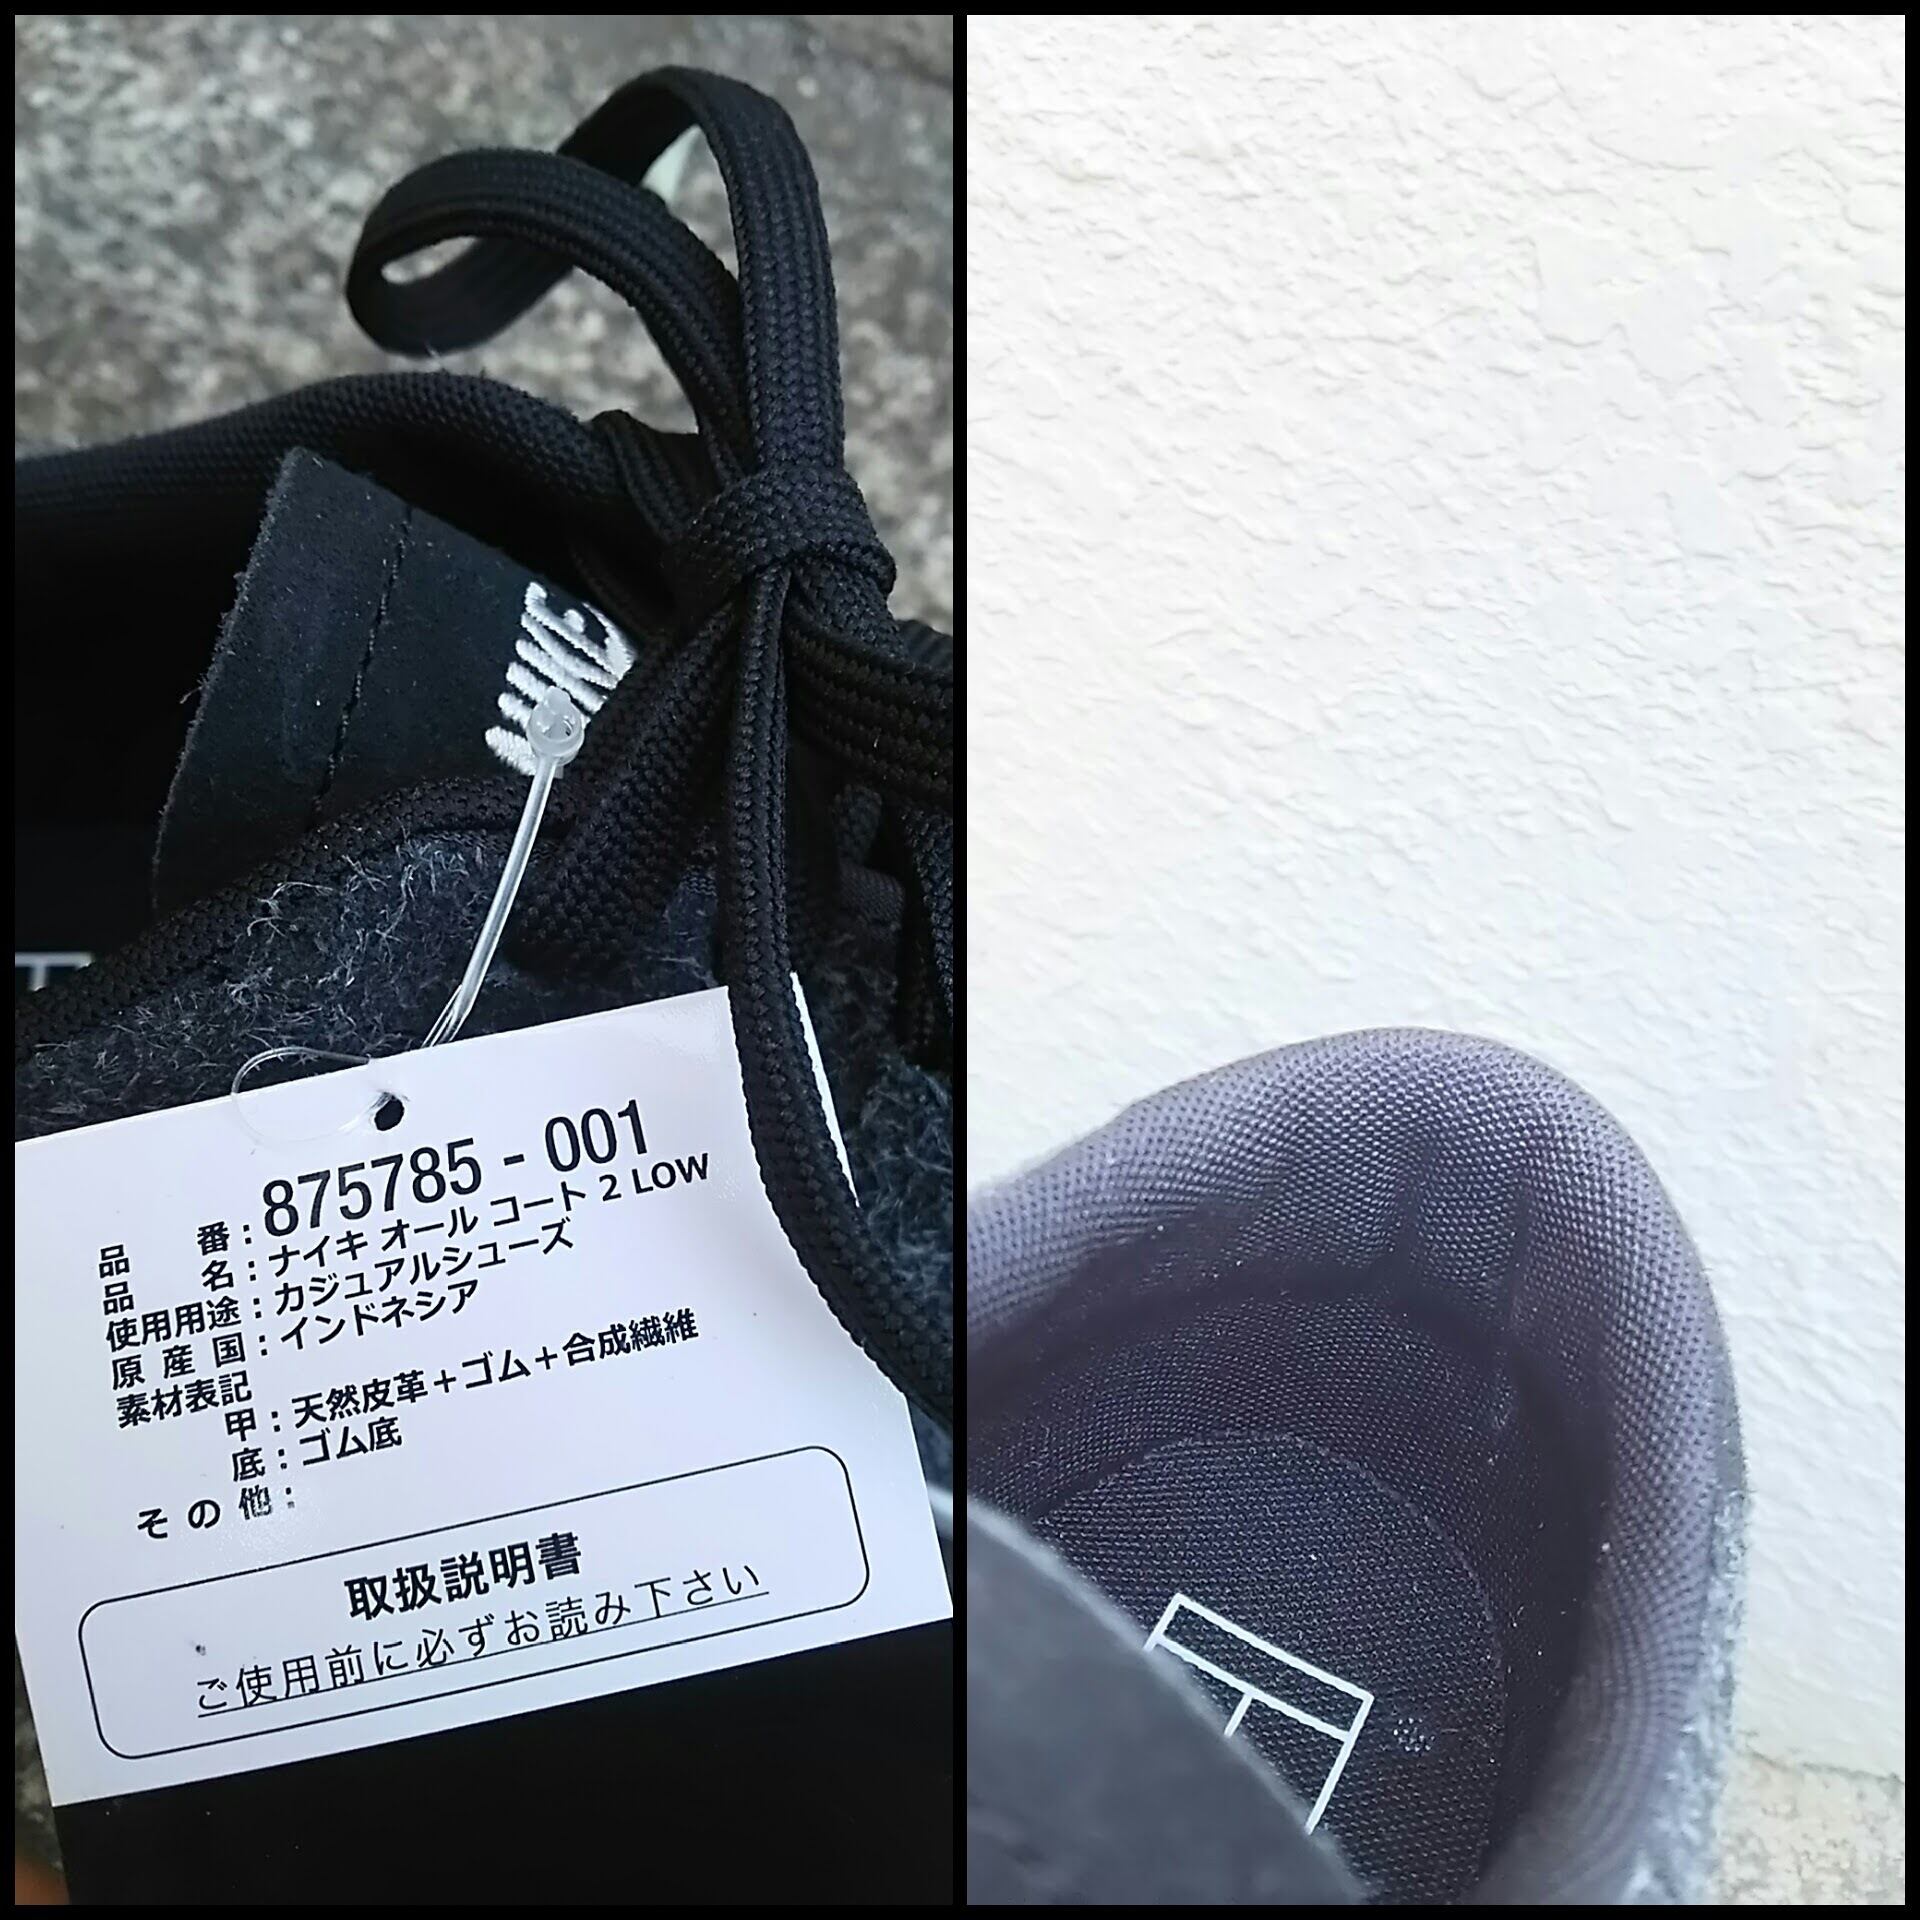 NIKE
品番:875785-001
品名:ナイキ オール コート 2 LOW
使用用途:カジュアルシューズ
原産国:インドネシア
素材表記
甲:天然皮革+ゴム+合成繊維
底:ゴム底
その他:
取扱説明書
ご使用前に必ずお読み下さい